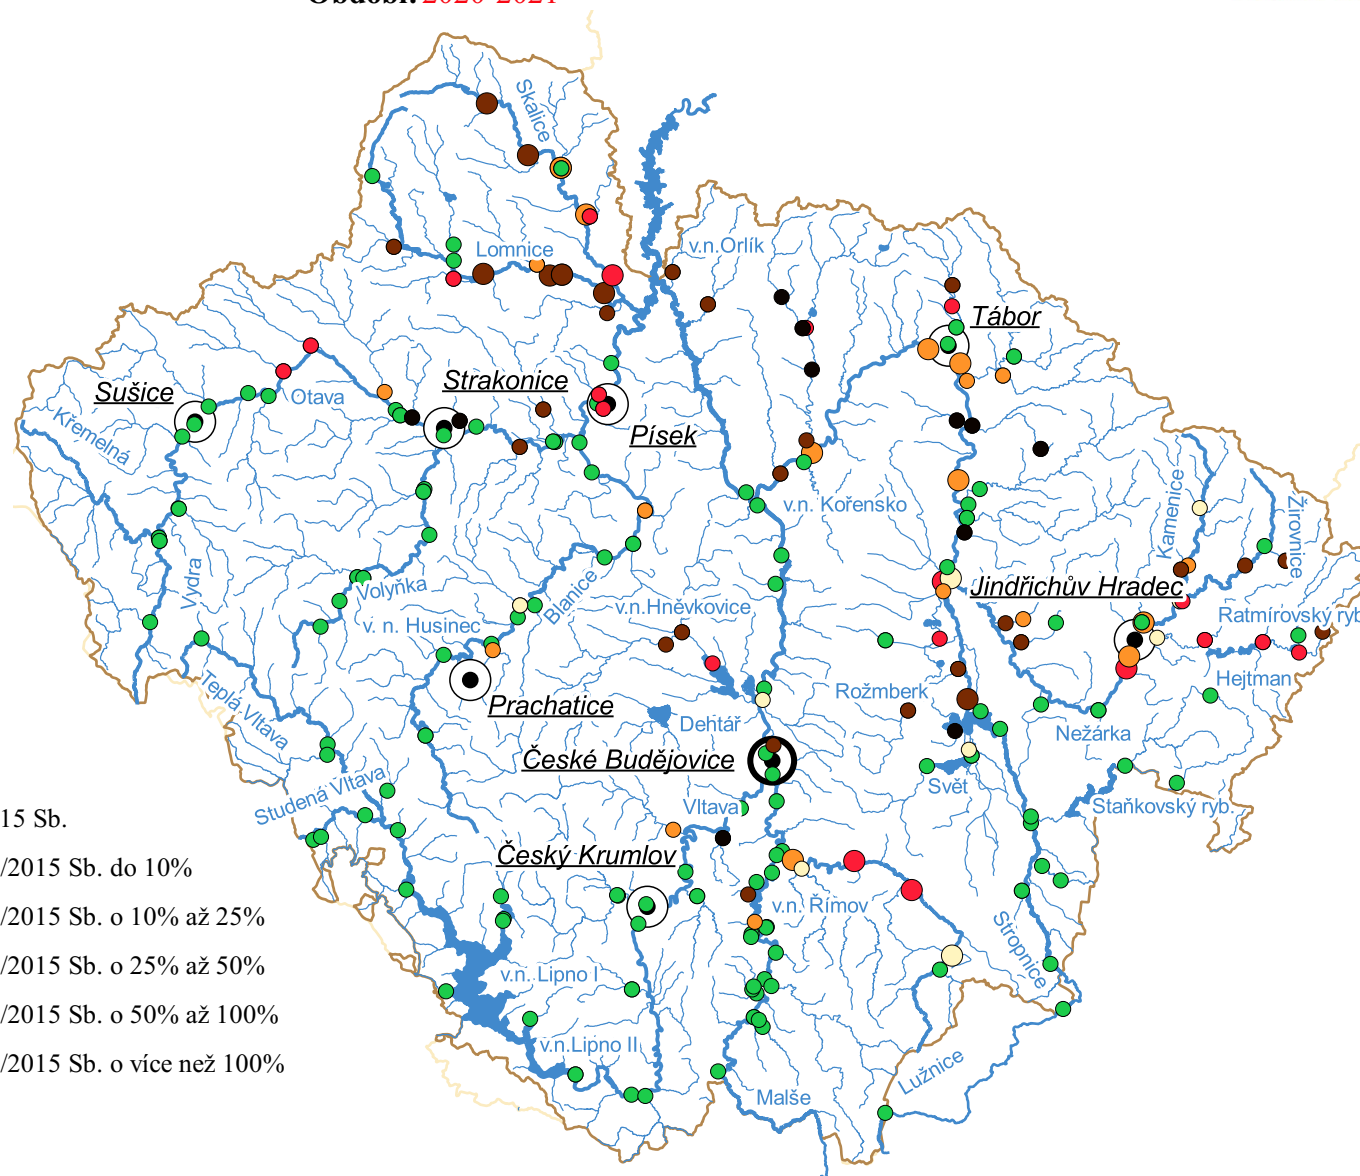 Období: 2020-2021
Skalice
Lomnice
v.n.Orlík
Tábor
Sušice
Strakonice
Otava
Křemelná
Písek
v.n. Kořensko
Kamenice
Žirovnice
Vydra
Volyňka
Blanice
v.n.Hněvkovice
Jindřichův Hradec
v. n. Husinec
Ratmírovský ryb
Hejtman
Teplá Vltava
Prachatice
Rožmberk
Dehtář
Nežárka
České Budějovice
Svět
Studená Vltava
Vltava
Staňkovský ryb.
15 Sb.
Český Krumlov
/2015 Sb. do 10%
/2015 Sb. o 10% až 25%
v.n. Římov
Stropnice
/2015 Sb. o 25% až 50%
v.n. Lipno I
/2015 Sb. o 50% až 100%
v.n.Lipno II
/2015 Sb. o více než 100%
Lužnice
Malše